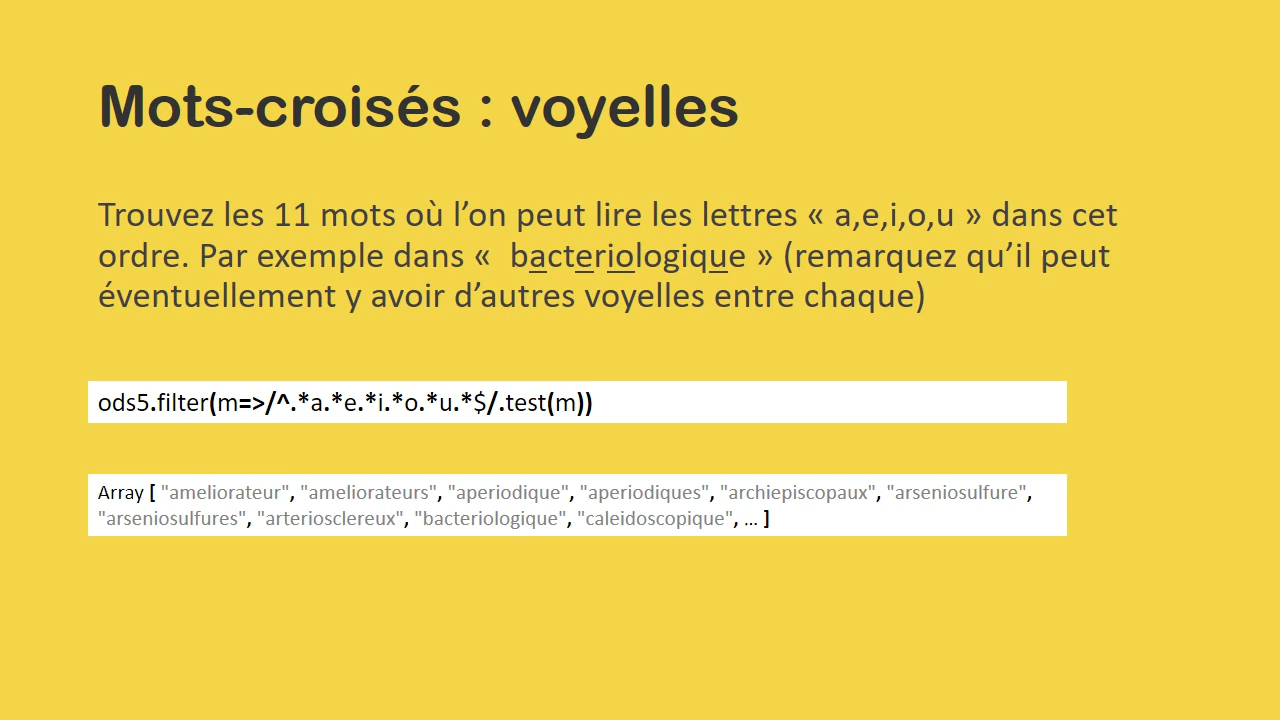 Mots-croisés : voyelles
Trouvez les 11 mots où l’on peut lire les lettres « a,e,i,o,u » dans cet
ordre. Par exemple dans «  bacteriologique » (remarquez qu’il peut
éventuellement y avoir d’autres voyelles entre chaque)
ods5.filter(m=>/^.*a.*e.*i.*o.*u.*$/.test(m))
Array [ "ameliorateur", "ameliorateurs", "aperiodique", "aperiodiques", "archiepiscopaux", "arseniosulfure",
"arseniosulfures", "arteriosclereux", "bacteriologique", "caleidoscopique", … ]